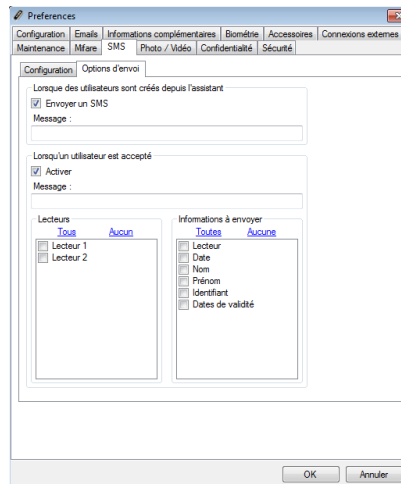 Preferences
Configuration Emails Informations complémentaires Biométrie Accessoires Connexions externes
Maintenance Mifare SMS Photo / Vidéo Confidentialité Sécurité
Configuration Options d'envoi
Lorsque des utilisateurs sont créés depuis l'assistant
Envoyer un SMS
Message :
Lorsqu'un utilisateur est accepté
Activer
Message :
Lecteurs
Tous Aucun
Lecteur 1
Lecteur 2
Informations à envoyer
Toutes Aucune
Lecteur
Date
Nom
Prénom
Identifiant
Dates de validité
OK Annuler